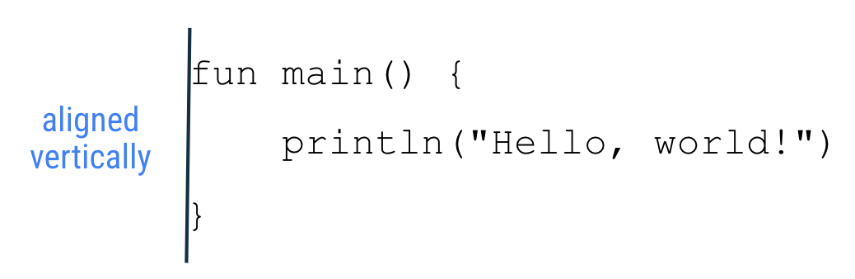 aligned
vertically
fun main() {
    println("Hello, world!")
}